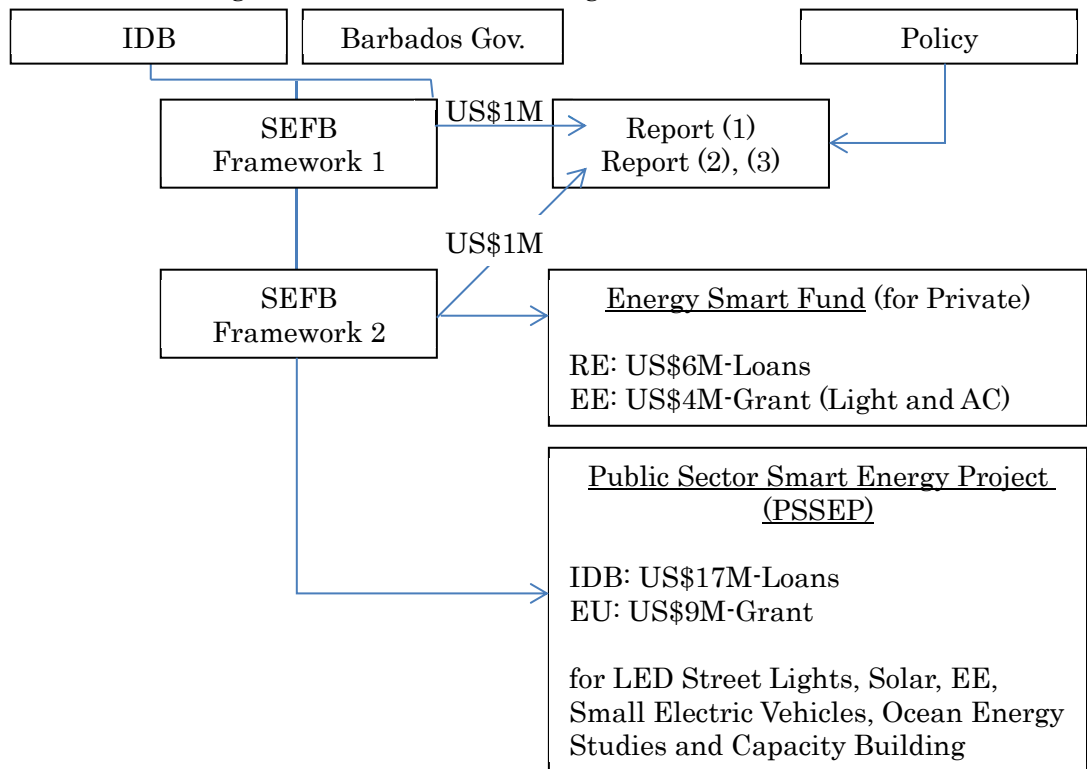 IDB
Barbados Gov.
Policy
SEFB
Framework 1
US$1M
Report (1)
Report (2), (3)
US$1M
SEFB
Framework 2
Energy Smart Fund (for Private)
RE: US$6M-Loans
EE: US$4M-Grant (Light and AC)
Public Sector Smart Energy Project
(PSSEP)
IDB: US$17M-Loans
EU: US$9M-Grant
for LED Street Lights, Solar, EE,
Small Electric Vehicles, Ocean Energy
Studies and Capacity Building